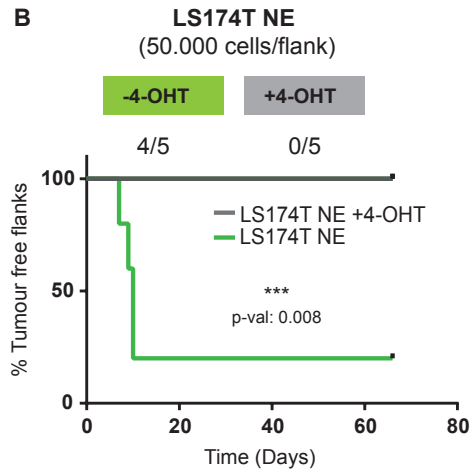 B
LS174T NE
(50.000 cells/flank)
-4-OHT +4-OHT
4/5 0/5
% Tumour free flanks
100
50
0
LS174T NE +4-OHT
LS174T NE
***
p-val: 0.008
0 20 40 60 80
Time (Days)